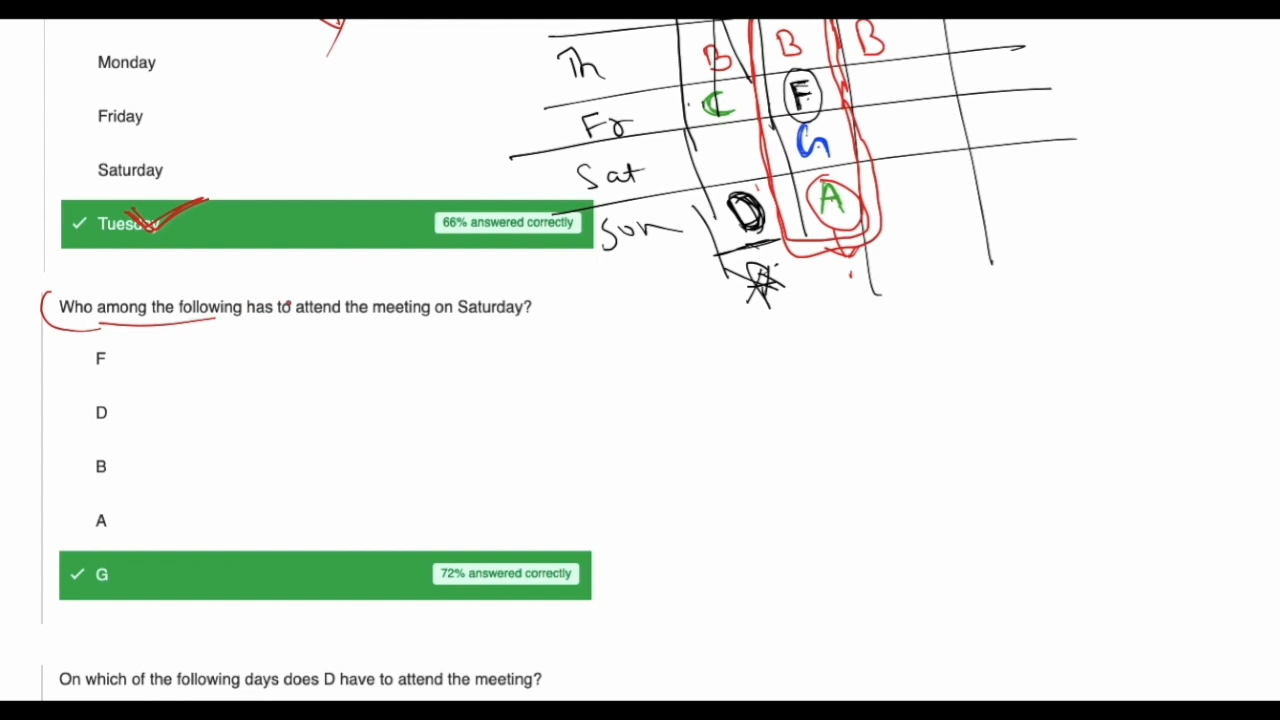 Monday
Friday
Saturday
Tuesday
66% answered correctly
Th B B B
Fr C F
Sat G
Sun D A
Who among the following has to attend the meeting on Saturday?
F
D
B
A
G
72% answered correctly
On which of the following days does D have to attend the meeting?